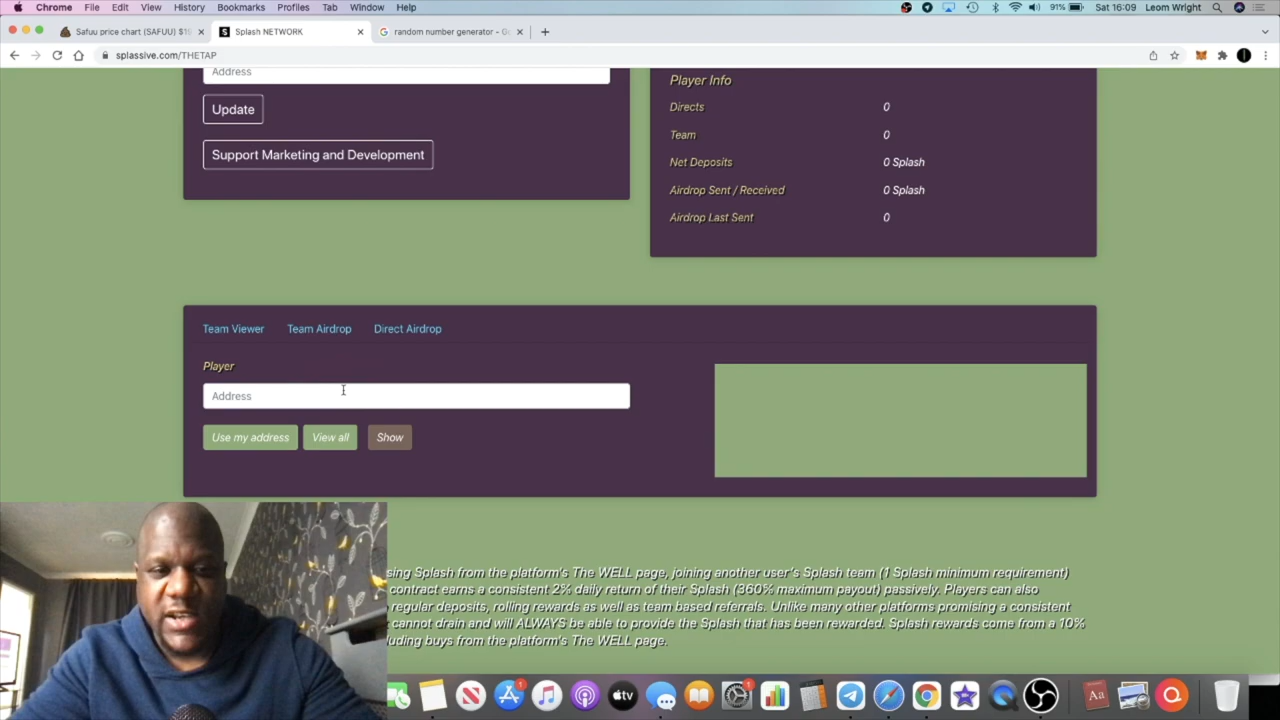 Chrome File Edit View History Bookmarks Profiles Tab Window Help 91% Sat 16:09 Leom Wright
Safuu price chart (SAFUU) Splash NETWORK random number generator -
splassive.com/THETAP
Address
Update
Support Marketing and Development
Player Info
Directs 0
Team 0
Net Deposits 0 Splash
Airdrop Sent / Received 0 Splash
Airdrop Last Sent 0
Team Viewer Team Airdrop Direct Airdrop
Player
Address
Use my address View all Show
sing Splash from the platform's The WELL page, joining another user's Splash team (1 Splash minimum requirement)
contract earns a consistent 2% daily return of their Splash (360% maximum payout) passively. Players can also
regular deposits, rolling rewards as well as team based referrals. Unlike many other platforms promising a consistent
cannot drain and will ALWAYS be able to provide the Splash that has been rewarded. Splash rewards come from a 10%
luding buys from the platform's The WELL page.
tv
Aa